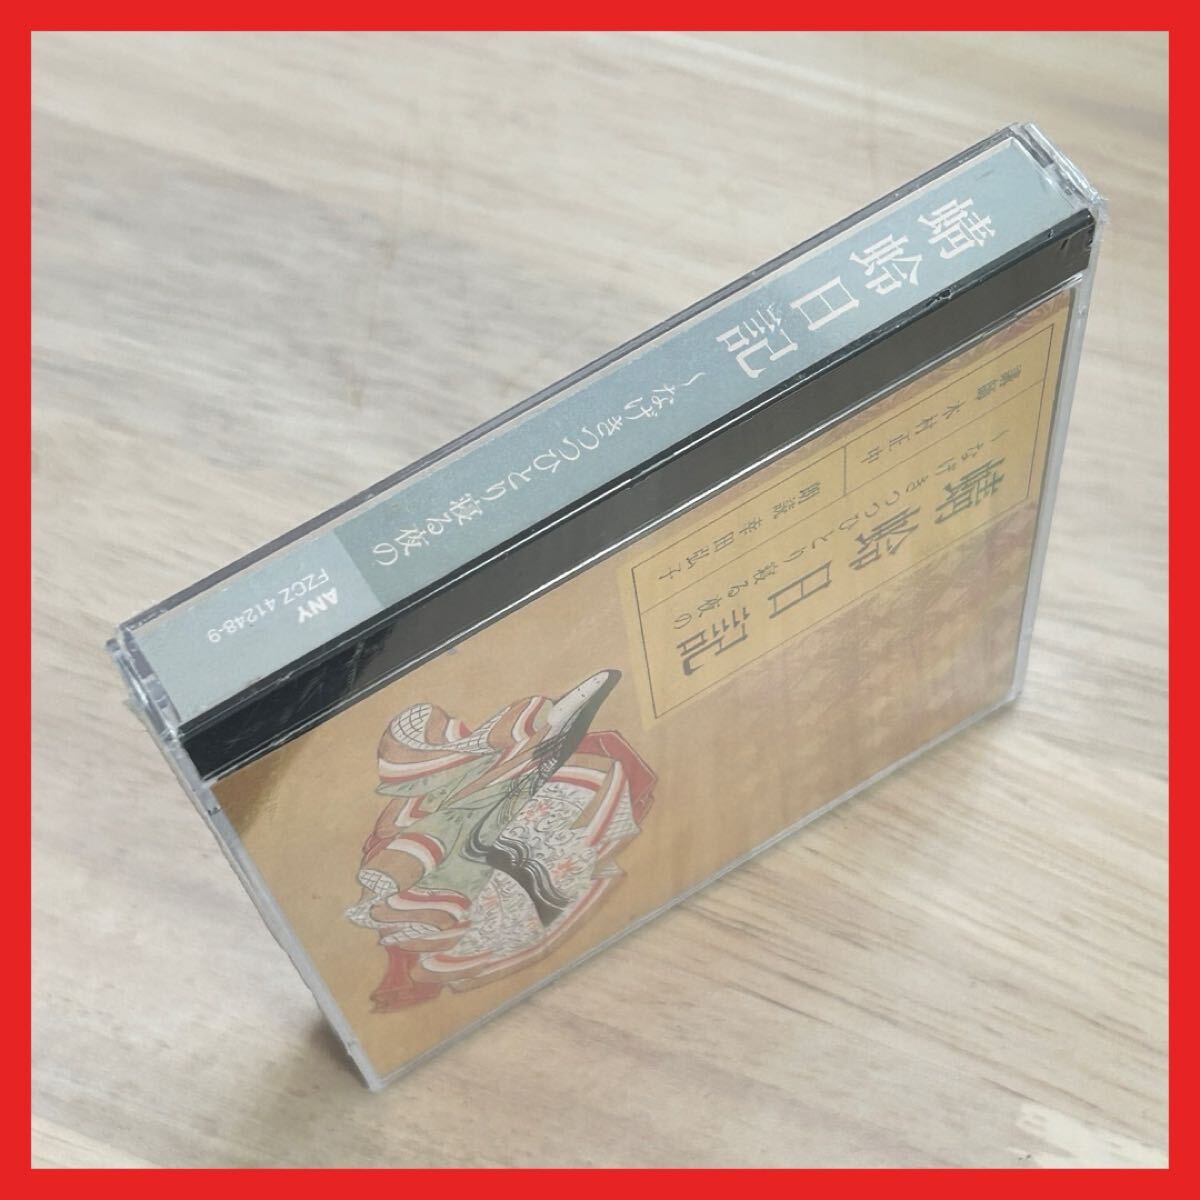 蜻蛉日記 ～なげきつつひとり寝る夜の
ANY
FZCZ 41248-9
蜻蛉日記
～なげきつつひとり寝る夜の
講師 木村正中
朗読 幸田弘子